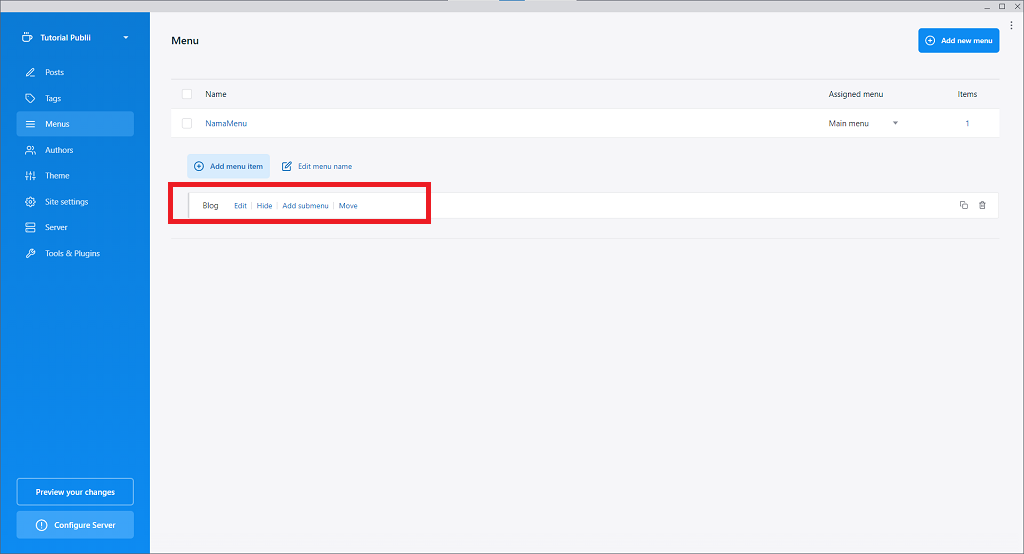 Tutorial Publii
Posts
Tags
Menus
Authors
Theme
Site settings
Server
Tools & Plugins
Preview your changes
Configure Server
Menu
Add new menu
Name Assigned menu Items
NamaMenu Main menu 1
Add menu item Edit menu name
Blog Edit Hide Add submenu Move